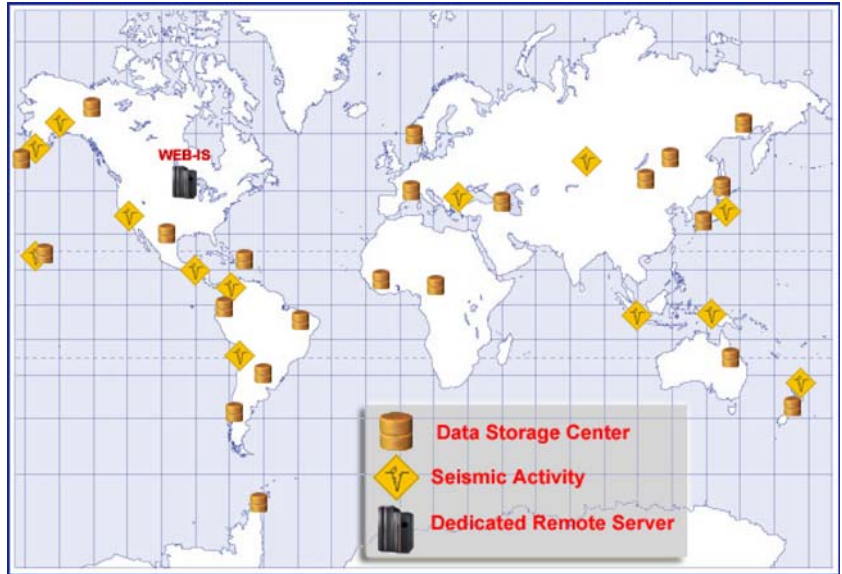 WEB-IS
Data Storage Center
Seismic Activity
Dedicated Remote Server